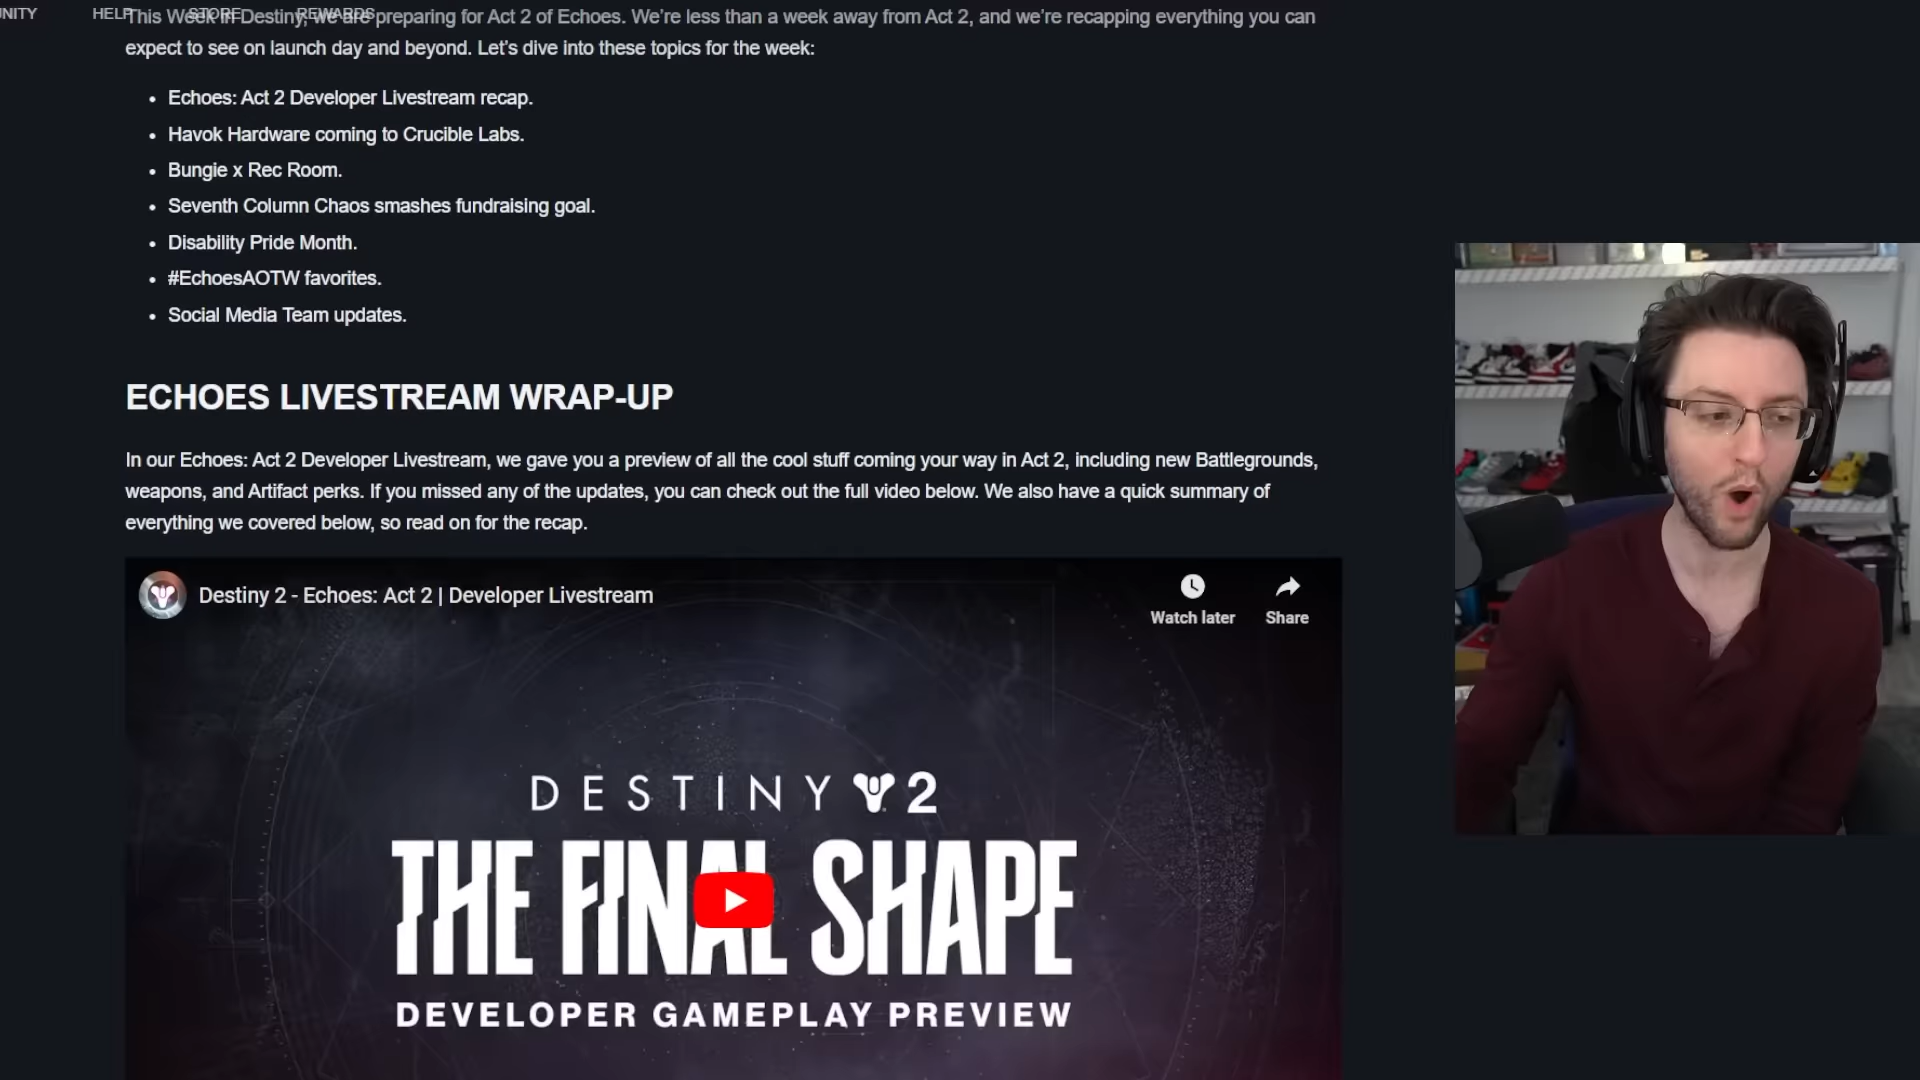 UNITY HELP STORE REWARDS
This Week in Destiny, we are preparing for Act 2 of Echoes. We’re less than a week away from Act 2, and we’re recapping everything you can
expect to see on launch day and beyond. Let’s dive into these topics for the week:
• Echoes: Act 2 Developer Livestream recap.
• Havok Hardware coming to Crucible Labs.
• Bungie x Rec Room.
• Seventh Column Chaos smashes fundraising goal.
• Disability Pride Month.
• #EchoesAOTW favorites.
• Social Media Team updates.
ECHOES LIVESTREAM WRAP-UP
In our Echoes: Act 2 Developer Livestream, we gave you a preview of all the cool stuff coming your way in Act 2, including new Battlegrounds,
weapons, and Artifact perks. If you missed any of the updates, you can check out the full video below. We also have a quick summary of
everything we covered below, so read on for the recap.
Destiny 2 - Echoes: Act 2 | Developer Livestream
Watch later Share
DESTINY 2
THE FINAL SHAPE
DEVELOPER GAMEPLAY PREVIEW